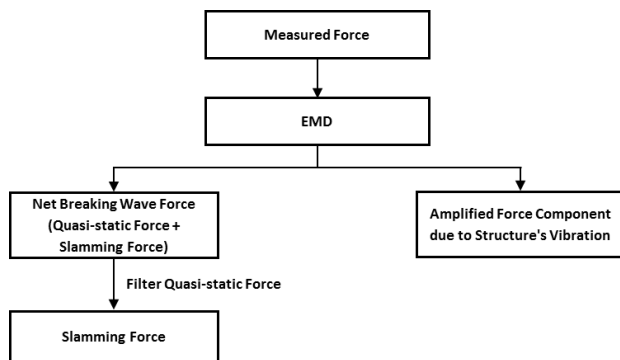 Measured Force
EMD
Net Breaking Wave Force
(Quasi-static Force +
Slamming Force)
Amplified Force Component
due to Structure's Vibration
Filter Quasi-static Force
Slamming Force